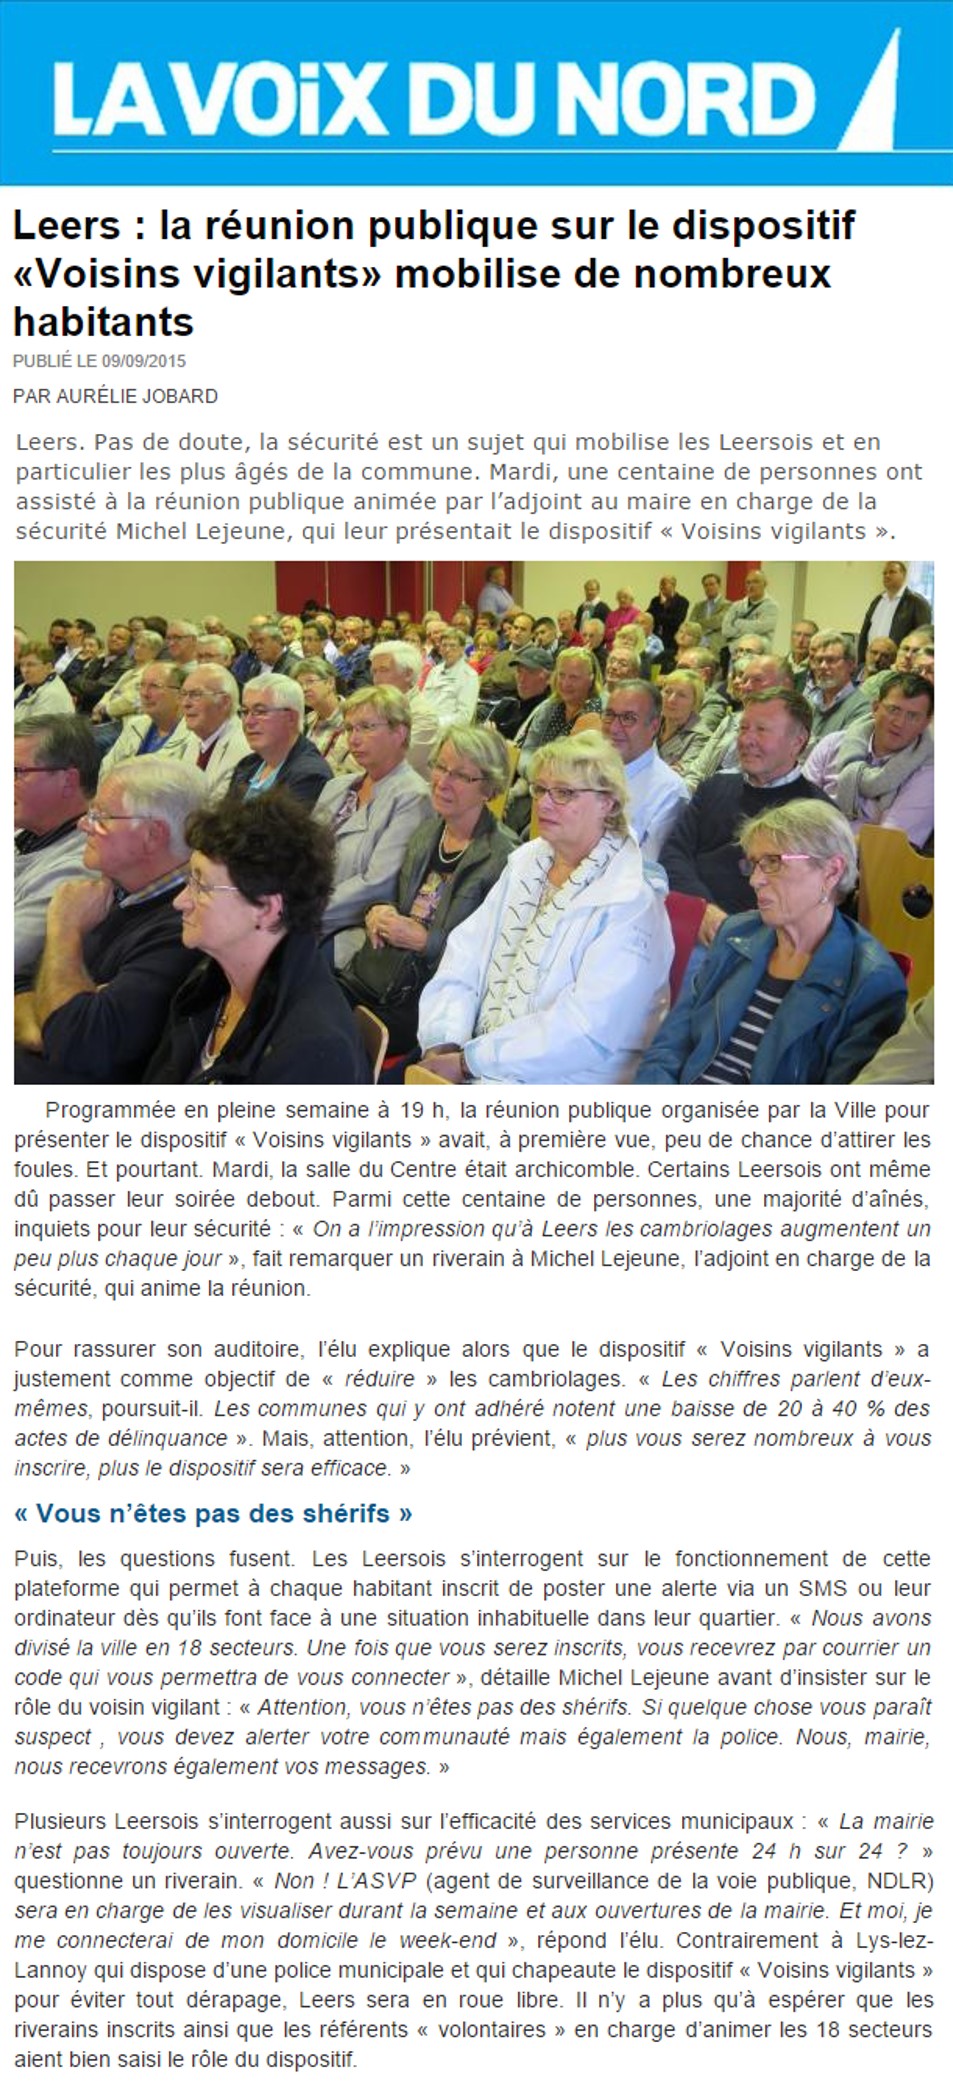 LA VOiX DU NORD
Leers : la réunion publique sur le dispositif
«Voisins vigilants» mobilise de nombreux
habitants
PUBLIÉ LE 09/09/2015
PAR AURÉLIE JOBARD
Leers. Pas de doute, la sécurité est un sujet qui mobilise les Leersois et en
particulier les plus âgés de la commune. Mardi, une centaine de personnes ont
assisté à la réunion publique animée par l’adjoint au maire en charge de la
sécurité Michel Lejeune, qui leur présentait le dispositif « Voisins vigilants ».
Programmée en pleine semaine à 19 h, la réunion publique organisée par la Ville pour
présenter le dispositif « Voisins vigilants » avait, à première vue, peu de chance d’attirer les
foules. Et pourtant. Mardi, la salle du Centre était archicomble. Certains Leersois ont même
dû passer leur soirée debout. Parmi cette centaine de personnes, une majorité d’aînés,
inquiets pour leur sécurité : « On a l’impression qu’à Leers les cambriolages augmentent un
peu plus chaque jour », fait remarquer un riverain à Michel Lejeune, l’adjoint en charge de la
sécurité, qui anime la réunion.
Pour rassurer son auditoire, l’élu explique alors que le dispositif « Voisins vigilants » a
justement comme objectif de « réduire » les cambriolages. « Les chiffres parlent d’eux-
mêmes, poursuit-il. Les communes qui y ont adhéré notent une baisse de 20 à 40 % des
actes de délinquance ». Mais, attention, l’élu prévient, « plus vous serez nombreux à vous
inscrire, plus le dispositif sera efficace. »
« Vous n’êtes pas des shérifs »
Puis, les questions fusent. Les Leersois s’interrogent sur le fonctionnement de cette
plateforme qui permet à chaque habitant inscrit de poster une alerte via un SMS ou leur
ordinateur dès qu’ils font face à une situation inhabituelle dans leur quartier. « Nous avons
divisé la ville en 18 secteurs. Une fois que vous serez inscrits, vous recevrez par courrier un
code qui vous permettra de vous connecter », détaille Michel Lejeune avant d’insister sur le
rôle du voisin vigilant : « Attention, vous n’êtes pas des shérifs. Si quelque chose vous paraît
suspect , vous devez alerter votre communauté mais également la police. Nous, mairie,
nous recevrons également vos messages. »
Plusieurs Leersois s’interrogent aussi sur l’efficacité des services municipaux : « La mairie
n’est pas toujours ouverte. Avez-vous prévu une personne présente 24 h sur 24 ? »
questionne un riverain. « Non ! L’ASVP (agent de surveillance de la voie publique, NDLR)
sera en charge de les visualiser durant la semaine et aux ouvertures de la mairie. Et moi, je
me connecterai de mon domicile le week-end », répond l’élu. Contrairement à Lys-lez-
Lannoy qui dispose d’une police municipale et qui chapeaute le dispositif « Voisins vigilants »
pour éviter tout dérapage, Leers sera en roue libre. Il n’y a plus qu’à espérer que les
riverains inscrits ainsi que les référents « volontaires » en charge d’animer les 18 secteurs
aient bien saisi le rôle du dispositif.